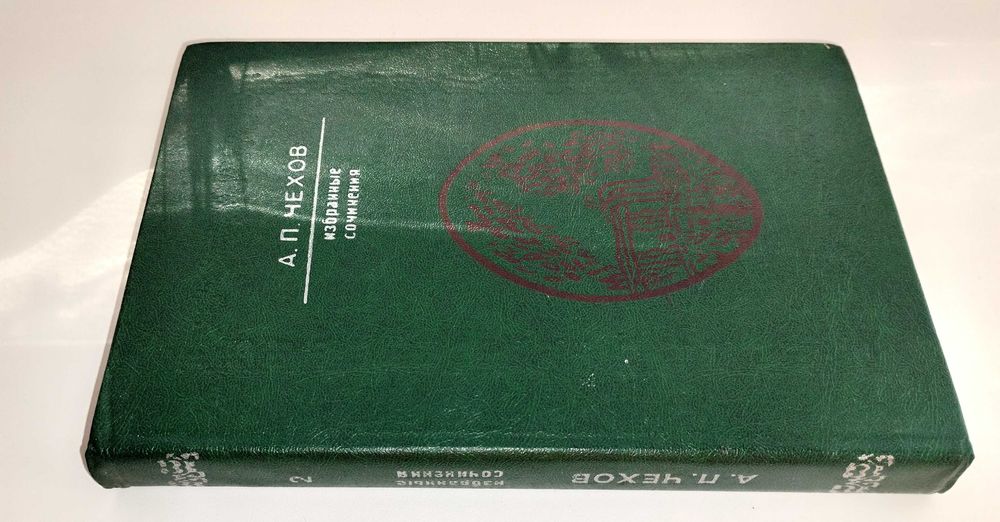 А. П. ЧЕХОВ
избранные
сочинения
А. П. ЧЕХОВ
избранные
сочинения
2